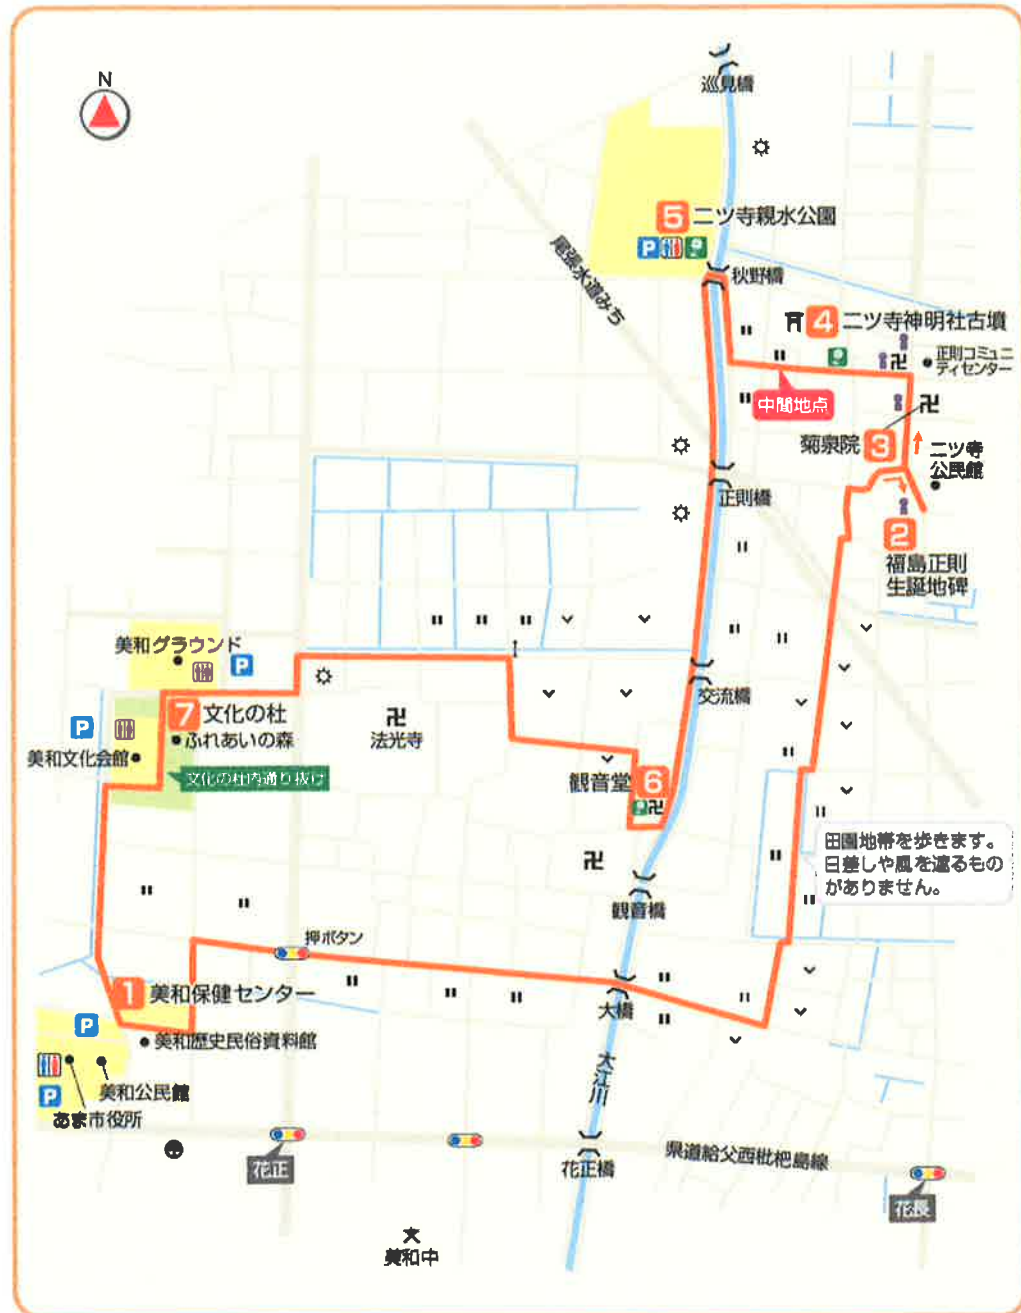 N
巡見橋
5 二ツ寺親水公園
P
尾張水道みち
秋野橋
4 二ツ寺神明社古墳
正則コミュニ
ティセンター
中間地点
菊泉院 3
二ツ寺
公民館
正則橋
2
福島正則
生誕地碑
美和グラウンド
P
交流橋
7 文化の杜
ふれあいの森
法光寺
P
美和文化会館
文化の杜内通り抜け
観音堂 6
田園地帯を歩きます。
日差しや風を遮るもの
がありません。
観音橋
押ボタン
1 美和保健センター
大橋
P
美和歴史民俗資料館
大江川
美和公民館
P
あま市役所
花正
花正橋
県道給父西枇杷島線
花長
文
美和中